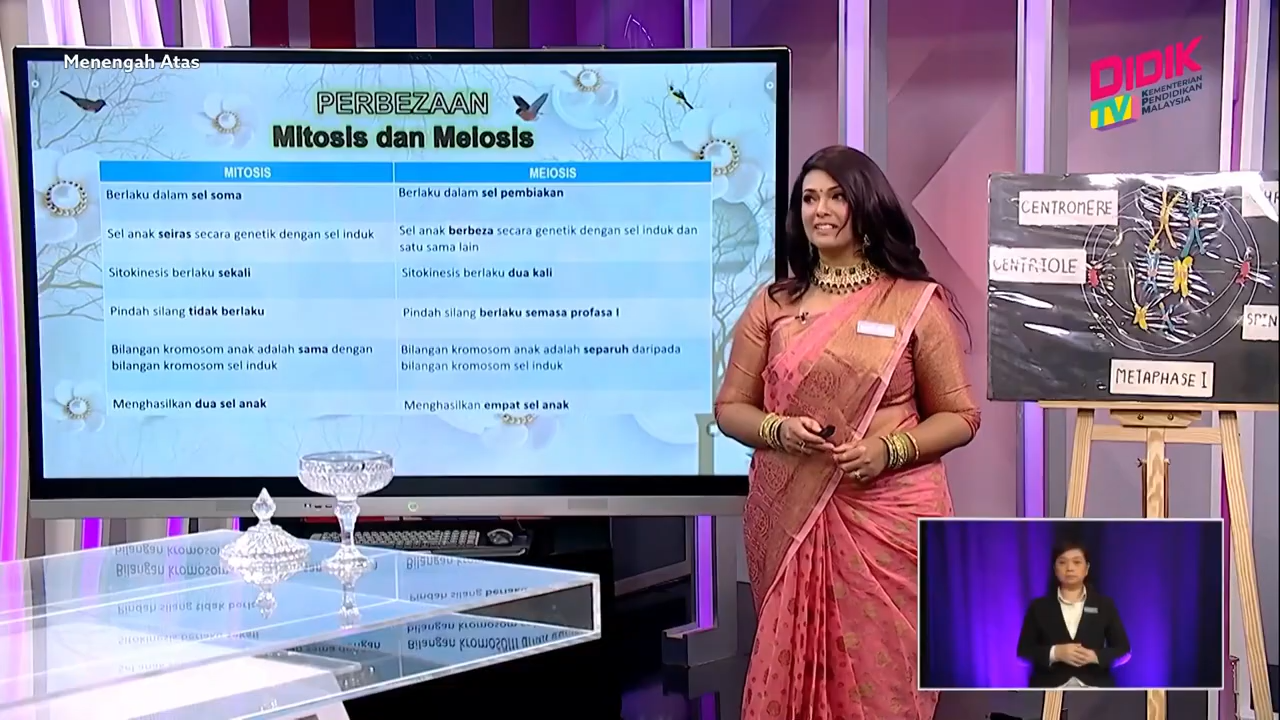 Menengah Atas
DIDIK
TV
KEMENTERIAN
PENDIDIKAN
MALAYSIA
PERBEZAAN
Mitosis dan Meiosis
MITOSIS
MEIOSIS
Berlaku dalam sel soma
Berlaku dalam sel pembiakan
Sel anak seiras secara genetik dengan sel induk
Sel anak berbeza secara genetik dengan sel induk dan
satu sama lain
Sitokinesis berlaku sekali
Sitokinesis berlaku dua kali
Pindah silang tidak berlaku
Pindah silang berlaku semasa profasa I
Bilangan kromosom anak adalah sama dengan
bilangan kromosom sel induk
Bilangan kromosom anak adalah separuh daripada
bilangan kromosom sel induk
Menghasilkan dua sel anak
Menghasilkan empat sel anak
CENTROMERE
CENTRIOLE
SPIN
METAPHASE I